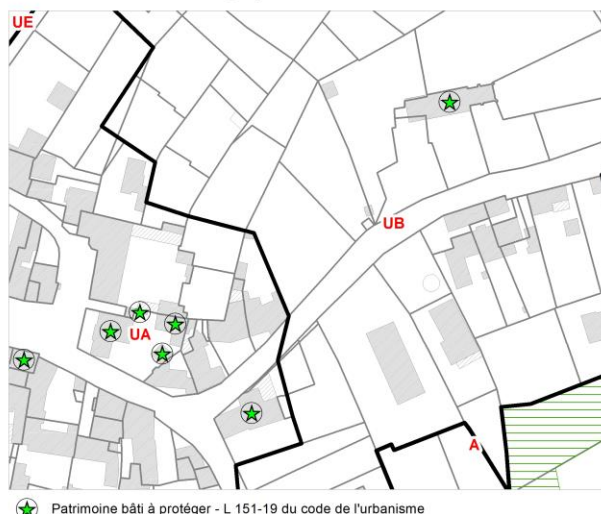 UE
UB
UA
A
Patrimoine bâti à protéger - L 151-19 du code de l'urbanisme